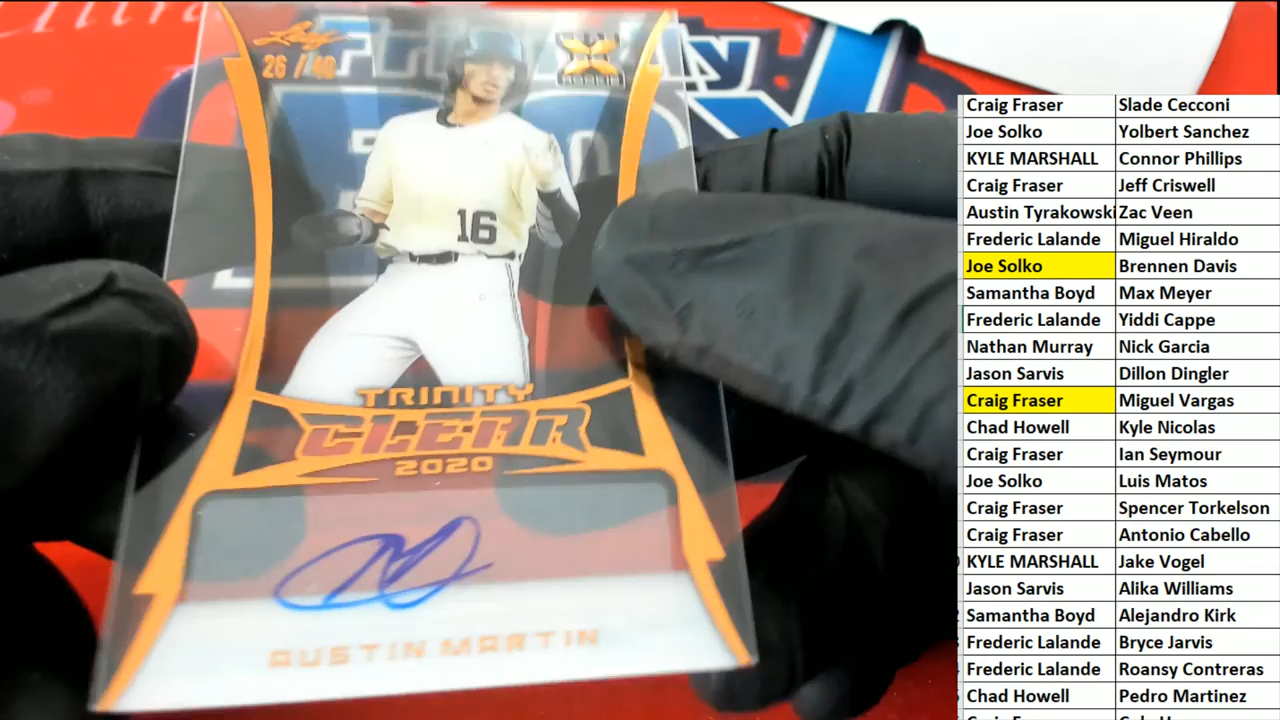 Leaf
26 / 40
ROOKIE
16
TRINITY
CLEAR
2020
AUSTIN MARTIN
Craig Fraser Slade Cecconi
Joe Solko Yolbert Sanchez
KYLE MARSHALL Connor Phillips
Craig Fraser Jeff Criswell
Austin Tyrakowski Zac Veen
Frederic Lalande Miguel Hiraldo
Joe Solko Brennen Davis
Samantha Boyd Max Meyer
Frederic Lalande Yiddi Cappe
Nathan Murray Nick Garcia
Jason Sarvis Dillon Dingler
Craig Fraser Miguel Vargas
Chad Howell Kyle Nicolas
Craig Fraser Ian Seymour
Joe Solko Luis Matos
Craig Fraser Spencer Torkelson
Craig Fraser Antonio Cabello
KYLE MARSHALL Jake Vogel
Jason Sarvis Alika Williams
Samantha Boyd Alejandro Kirk
Frederic Lalande Bryce Jarvis
Frederic Lalande Roansy Contreras
Chad Howell Pedro Martinez